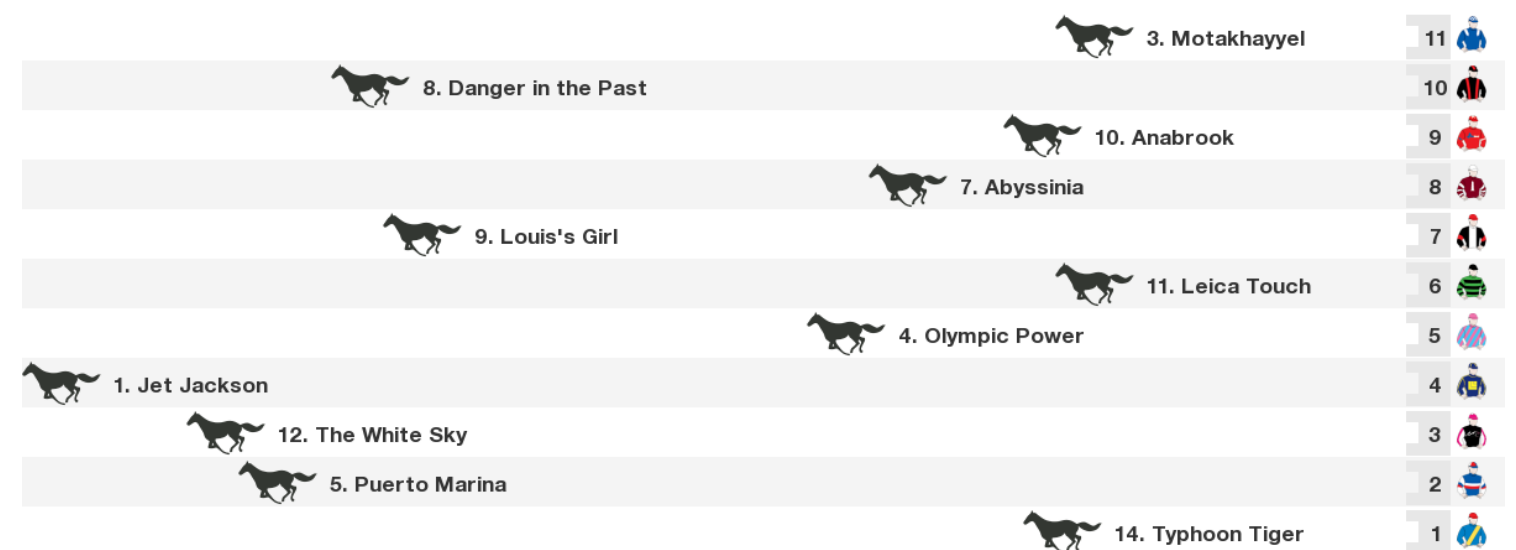 3. Motakhayyel 11
8. Danger in the Past 10
10. Anabrook 9
7. Abyssinia 8
9. Louis's Girl 7
11. Leica Touch 6
4. Olympic Power 5
1. Jet Jackson 4
12. The White Sky 3
5. Puerto Marina 2
14. Typhoon Tiger 1